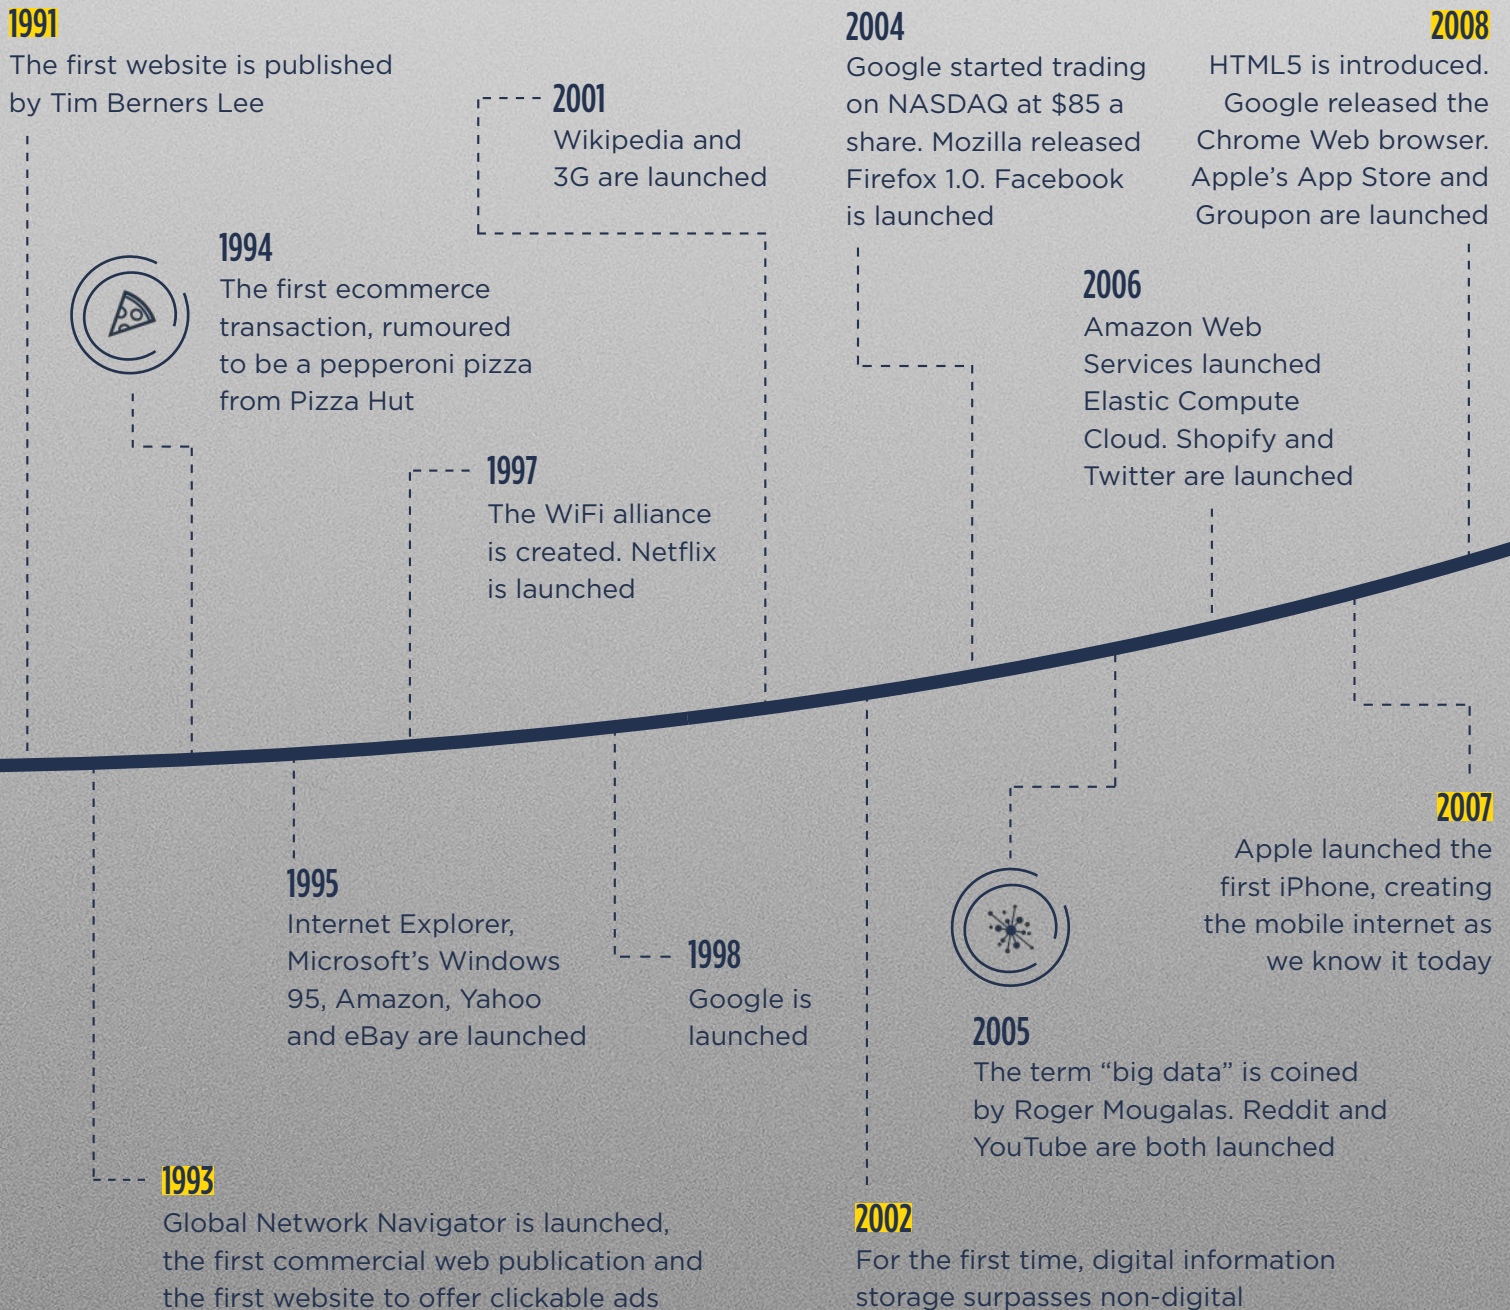 1991
The first website is published
by Tim Berners Lee
1993
Global Network Navigator is launched,
the first commercial web publication and
the first website to offer clickable ads
1994
The first ecommerce
transaction, rumoured
to be a pepperoni pizza
from Pizza Hut
1995
Internet Explorer,
Microsoft's Windows
95, Amazon, Yahoo
and eBay are launched
1997
The WiFi alliance
is created. Netflix
is launched
1998
Google is
launched
2001
Wikipedia and
3G are launched
2002
For the first time, digital information
storage surpasses non-digital
2004
Google started trading
on NASDAQ at $85 a
share. Mozilla released
Firefox 1.0. Facebook
is launched
2005
The term “big data” is coined
by Roger Mougalas. Reddit and
YouTube are both launched
2006
Amazon Web
Services launched
Elastic Compute
Cloud. Shopify and
Twitter are launched
2007
Apple launched the
first iPhone, creating
the mobile internet as
we know it today
2008
HTML5 is introduced.
Google released the
Chrome Web browser.
Apple’s App Store and
Groupon are launched